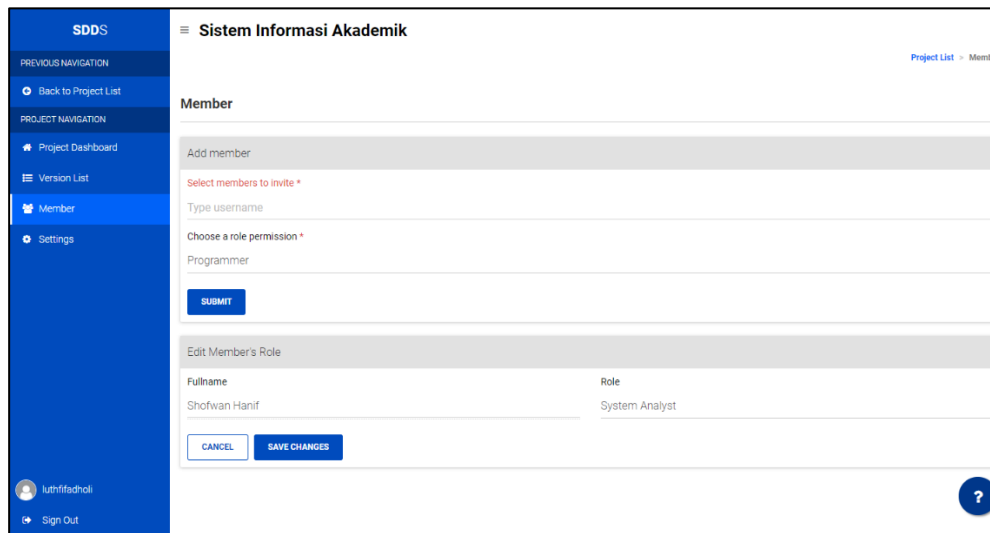 SDDS
PREVIOUS NAVIGATION
Back to Project List
PROJECT NAVIGATION
Project Dashboard
Version List
Member
Settings
luthfifadholi
Sign Out
Sistem Informasi Akademik
Project List > Memb
Member
Add member
Select members to invite *
Type username
Choose a role permission *
Programmer
SUBMIT
Edit Member's Role
Fullname Role
Shofwan Hanif System Analyst
CANCEL SAVE CHANGES
?